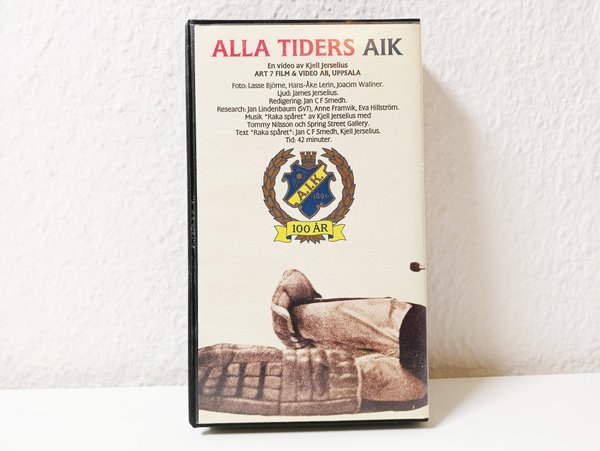 ALLA TIDERS AIK
En video av Kjell Jerselius
ART 7 FILM & VIDEO AB, UPPSALA
Foto: Lasse Björne, Hans-Åke Lerin, Joacim Wallner.
Ljud: James Jerselius.
Redigering: Jan C F Smedh.
Research: Jan Lindenbaum (SVT), Anne Framvik, Eva Hillström.
Musik "Raka spåret" av Kjell Jerselius med
Tommy Nilsson och Spring Street Gallery.
Text "Raka spåret": Jan C F Smedh, Kjell Jerselius.
Tid: 42 minuter.
A.I.K.
1891
100 ÅR